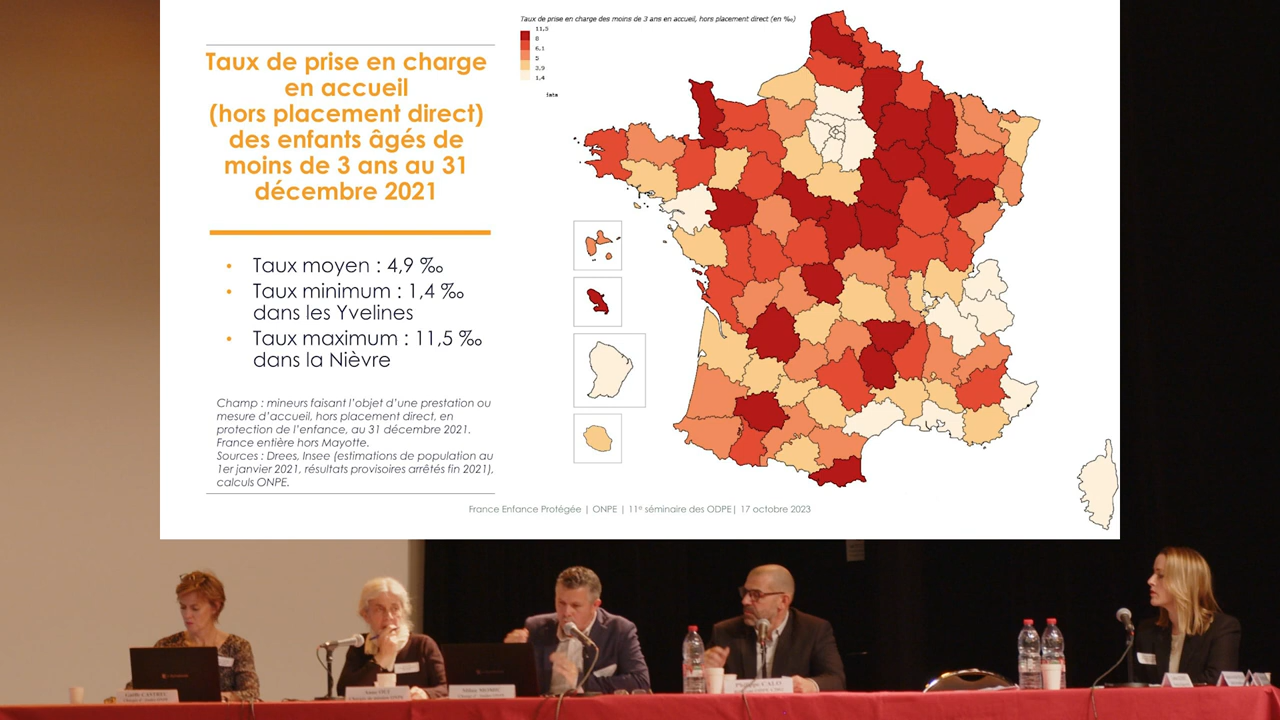 Taux de prise en charge
en accueil
(hors placement direct)
des enfants âgés de
moins de 3 ans au 31
décembre 2021
• Taux moyen : 4,9 ‰
• Taux minimum : 1,4 ‰
dans les Yvelines
• Taux maximum : 11,5 ‰
dans la Nièvre
Champ : mineurs faisant l'objet d'une prestation ou
mesure d'accueil, hors placement direct, en
protection de l'enfance, au 31 décembre 2021.
France entière hors Mayotte.
Sources : Drees, Insee (estimations de population au
1er janvier 2021, résultats provisoires arrêtés fin 2021),
calculs ONPE.
Taux de prise en charge des moins de 3 ans en accueil, hors placement direct (en ‰)
11,5
8
6,1
5
3,9
1,4
France Enfance Protégée | ONPE | 11e séminaire des ODPE| 17 octobre 2023